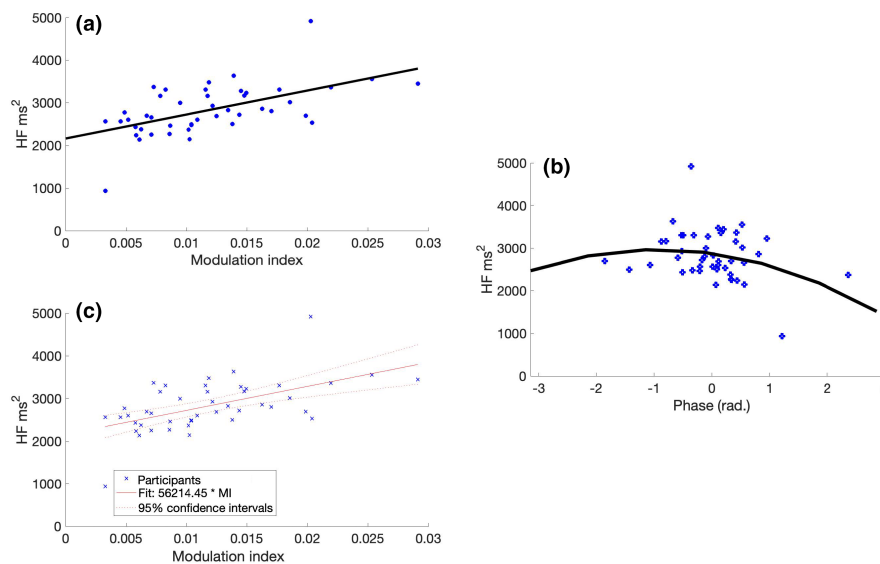 (a)
5000
4000
3000
2000
1000
0
HF ms²
0 0.005 0.01 0.015 0.02 0.025 0.03
Modulation index
(b)
5000
4000
3000
2000
1000
0
HF ms²
-3 -2 -1 0 1 2
Phase (rad.)
(c)
5000
4000
3000
2000
1000
0
HF ms²
Participants
Fit: 56214.45 * MI
95% confidence intervals
0 0.005 0.01 0.015 0.02 0.025 0.03
Modulation index